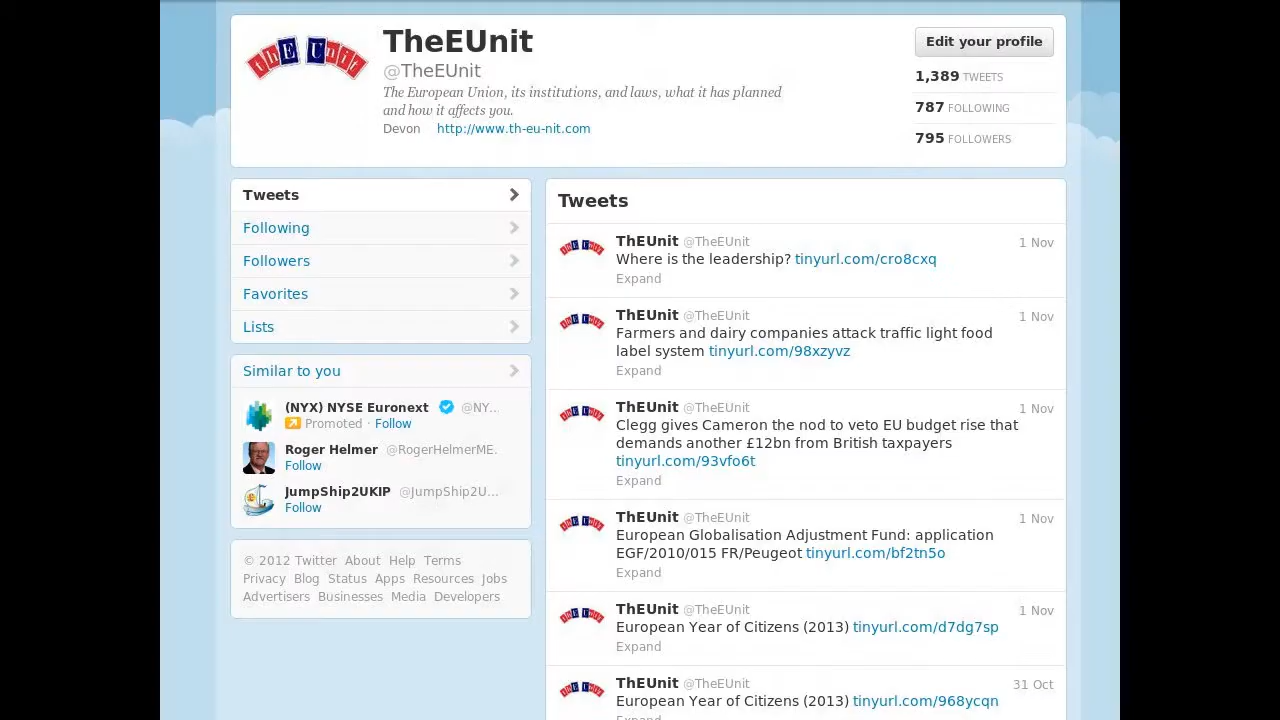 thEUnit
TheEUnit
@TheEUnit
The European Union, its institutions, and laws, what it has planned
and how it affects you.
Devon http://www.th-eu-nit.com
Edit your profile
1,389 TWEETS
787 FOLLOWING
795 FOLLOWERS
Tweets
Following
Followers
Favorites
Lists
Similar to you
(NYX) NYSE Euronext @NY...
Promoted · Follow
Roger Helmer @RogerHelmerME.
Follow
JumpShip2UKIP @JumpShip2U...
Follow
© 2012 Twitter About Help Terms
Privacy Blog Status Apps Resources Jobs
Advertisers Businesses Media Developers
Tweets
ThEUnit @TheEUnit 1 Nov
Where is the leadership? tinyurl.com/cro8cxq
Expand
ThEUnit @TheEUnit 1 Nov
Farmers and dairy companies attack traffic light food
label system tinyurl.com/98xzyvz
Expand
ThEUnit @TheEUnit 1 Nov
Clegg gives Cameron the nod to veto EU budget rise that
demands another £12bn from British taxpayers
tinyurl.com/93vfo6t
Expand
ThEUnit @TheEUnit 1 Nov
European Globalisation Adjustment Fund: application
EGF/2010/015 FR/Peugeot tinyurl.com/bf2tn5o
Expand
ThEUnit @TheEUnit 1 Nov
European Year of Citizens (2013) tinyurl.com/d7dg7sp
Expand
ThEUnit @TheEUnit 31 Oct
European Year of Citizens (2013) tinyurl.com/968ycqn
Expand